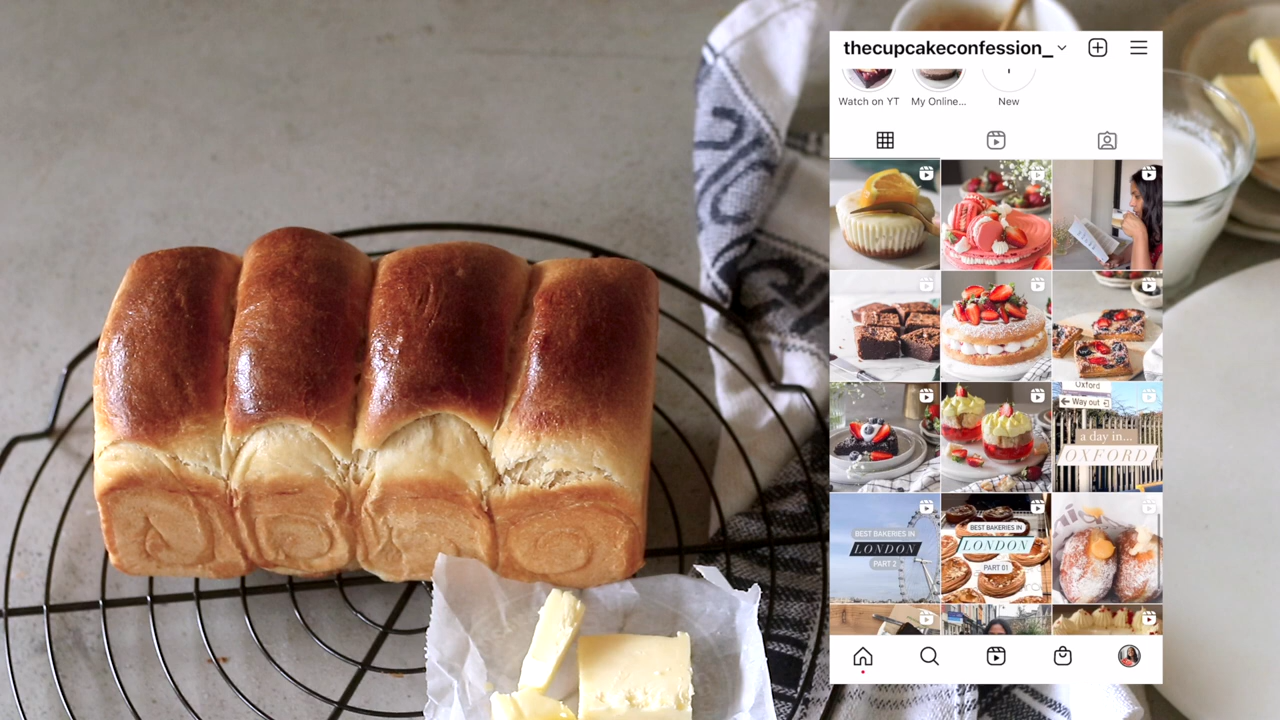 thecupcakeconfession_
Watch on YT
My Online...
New
Oxford
Way out
a day in...
OXFORD
BEST BAKERIES IN
LONDON
PART 2
BEST BAKERIES IN
LONDON
PART 01